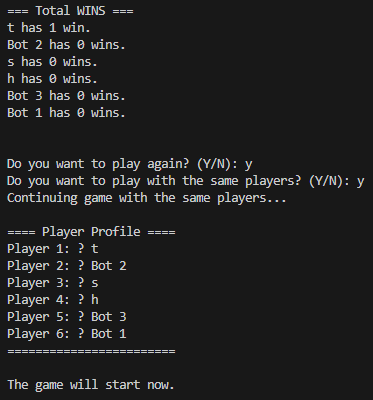 === Total WINS ===
t has 1 win.
Bot 2 has 0 wins.
s has 0 wins.
h has 0 wins.
Bot 3 has 0 wins.
Bot 1 has 0 wins.
Do you want to play again? (Y/N): y
Do you want to play with the same players? (Y/N): y
Continuing game with the same players...
==== Player Profile ====
Player 1: ? t
Player 2: ? Bot 2
Player 3: ? s
Player 4: ? h
Player 5: ? Bot 3
Player 6: ? Bot 1
========================
The game will start now.